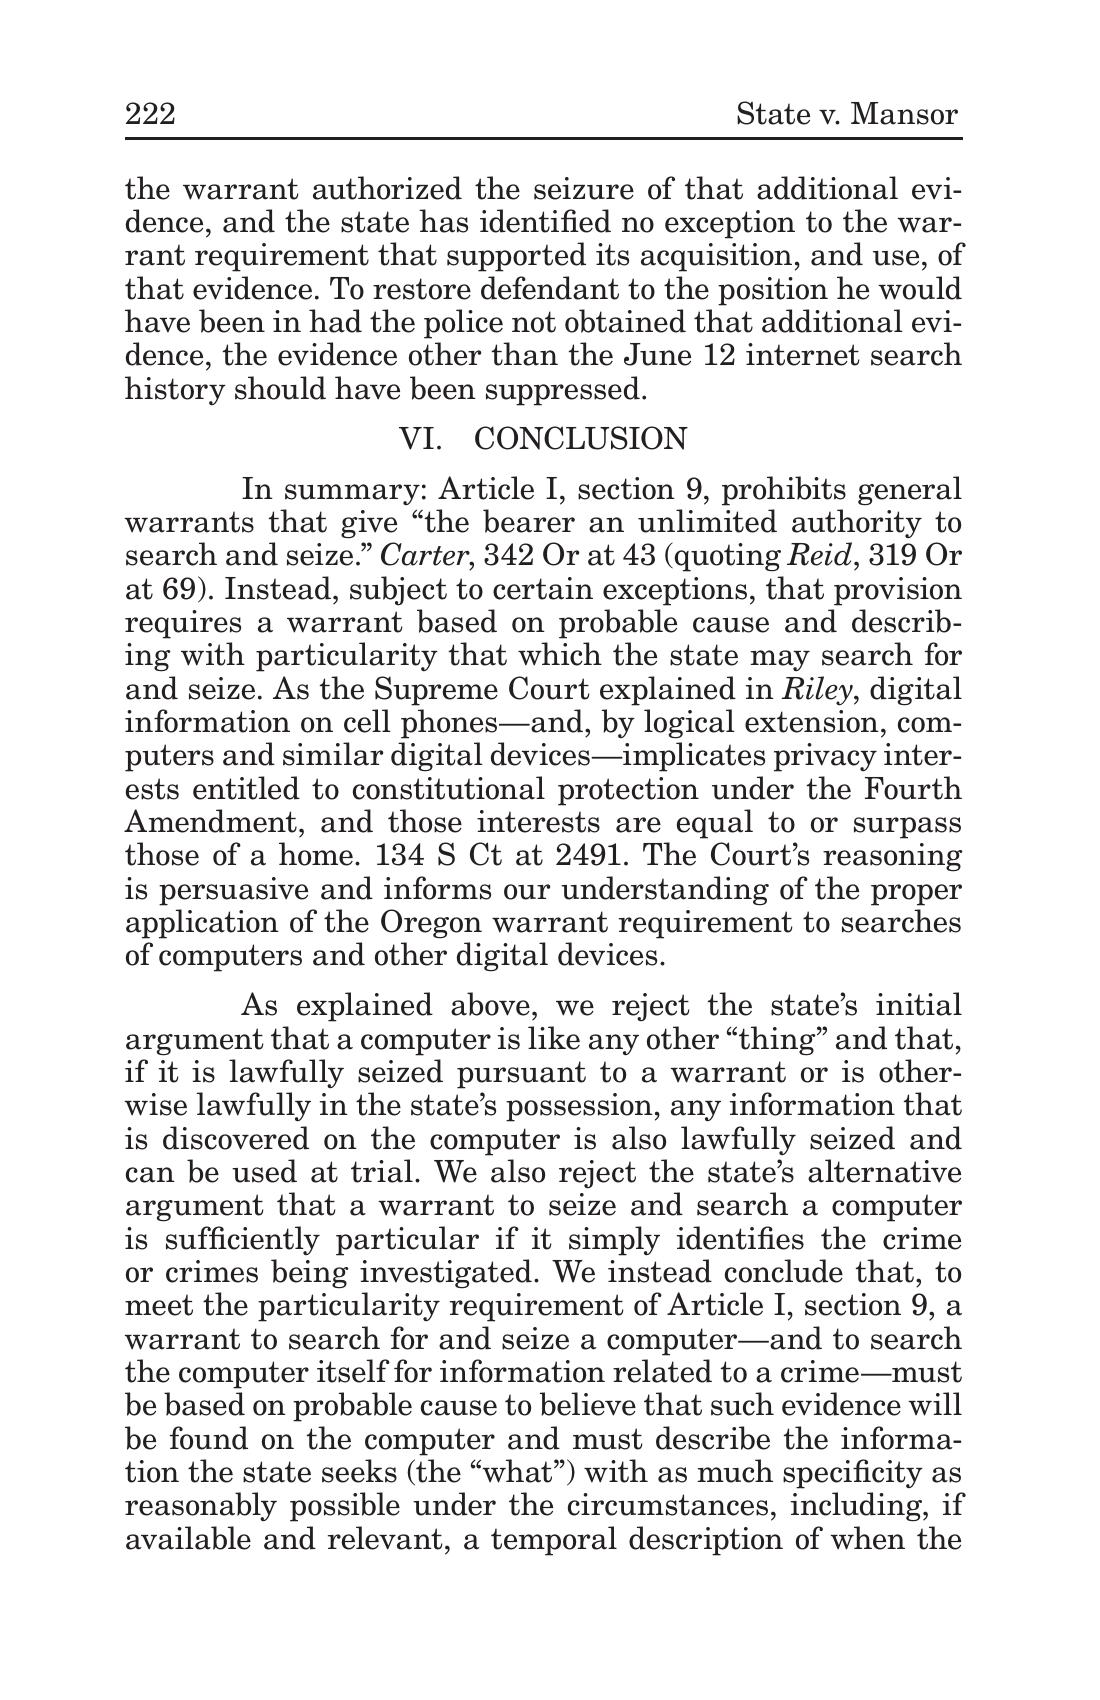 222 State v. Mansor
the warrant authorized the seizure of that additional evi-
dence, and the state has identified no exception to the war-
rant requirement that supported its acquisition, and use, of
that evidence. To restore defendant to the position he would
have been in had the police not obtained that additional evi-
dence, the evidence other than the June 12 internet search
history should have been suppressed.
VI. CONCLUSION
In summary: Article I, section 9, prohibits general
warrants that give “the bearer an unlimited authority to
search and seize.” Carter, 342 Or at 43 (quoting Reid, 319 Or
at 69). Instead, subject to certain exceptions, that provision
requires a warrant based on probable cause and describ-
ing with particularity that which the state may search for
and seize. As the Supreme Court explained in Riley, digital
information on cell phones—and, by logical extension, com-
puters and similar digital devices—implicates privacy inter-
ests entitled to constitutional protection under the Fourth
Amendment, and those interests are equal to or surpass
those of a home. 134 S Ct at 2491. The Court’s reasoning
is persuasive and informs our understanding of the proper
application of the Oregon warrant requirement to searches
of computers and other digital devices.
As explained above, we reject the state’s initial
argument that a computer is like any other “thing” and that,
if it is lawfully seized pursuant to a warrant or is other-
wise lawfully in the state’s possession, any information that
is discovered on the computer is also lawfully seized and
can be used at trial. We also reject the state’s alternative
argument that a warrant to seize and search a computer
is sufficiently particular if it simply identifies the crime
or crimes being investigated. We instead conclude that, to
meet the particularity requirement of Article I, section 9, a
warrant to search for and seize a computer—and to search
the computer itself for information related to a crime—must
be based on probable cause to believe that such evidence will
be found on the computer and must describe the informa-
tion the state seeks (the “what”) with as much specificity as
reasonably possible under the circumstances, including, if
available and relevant, a temporal description of when the